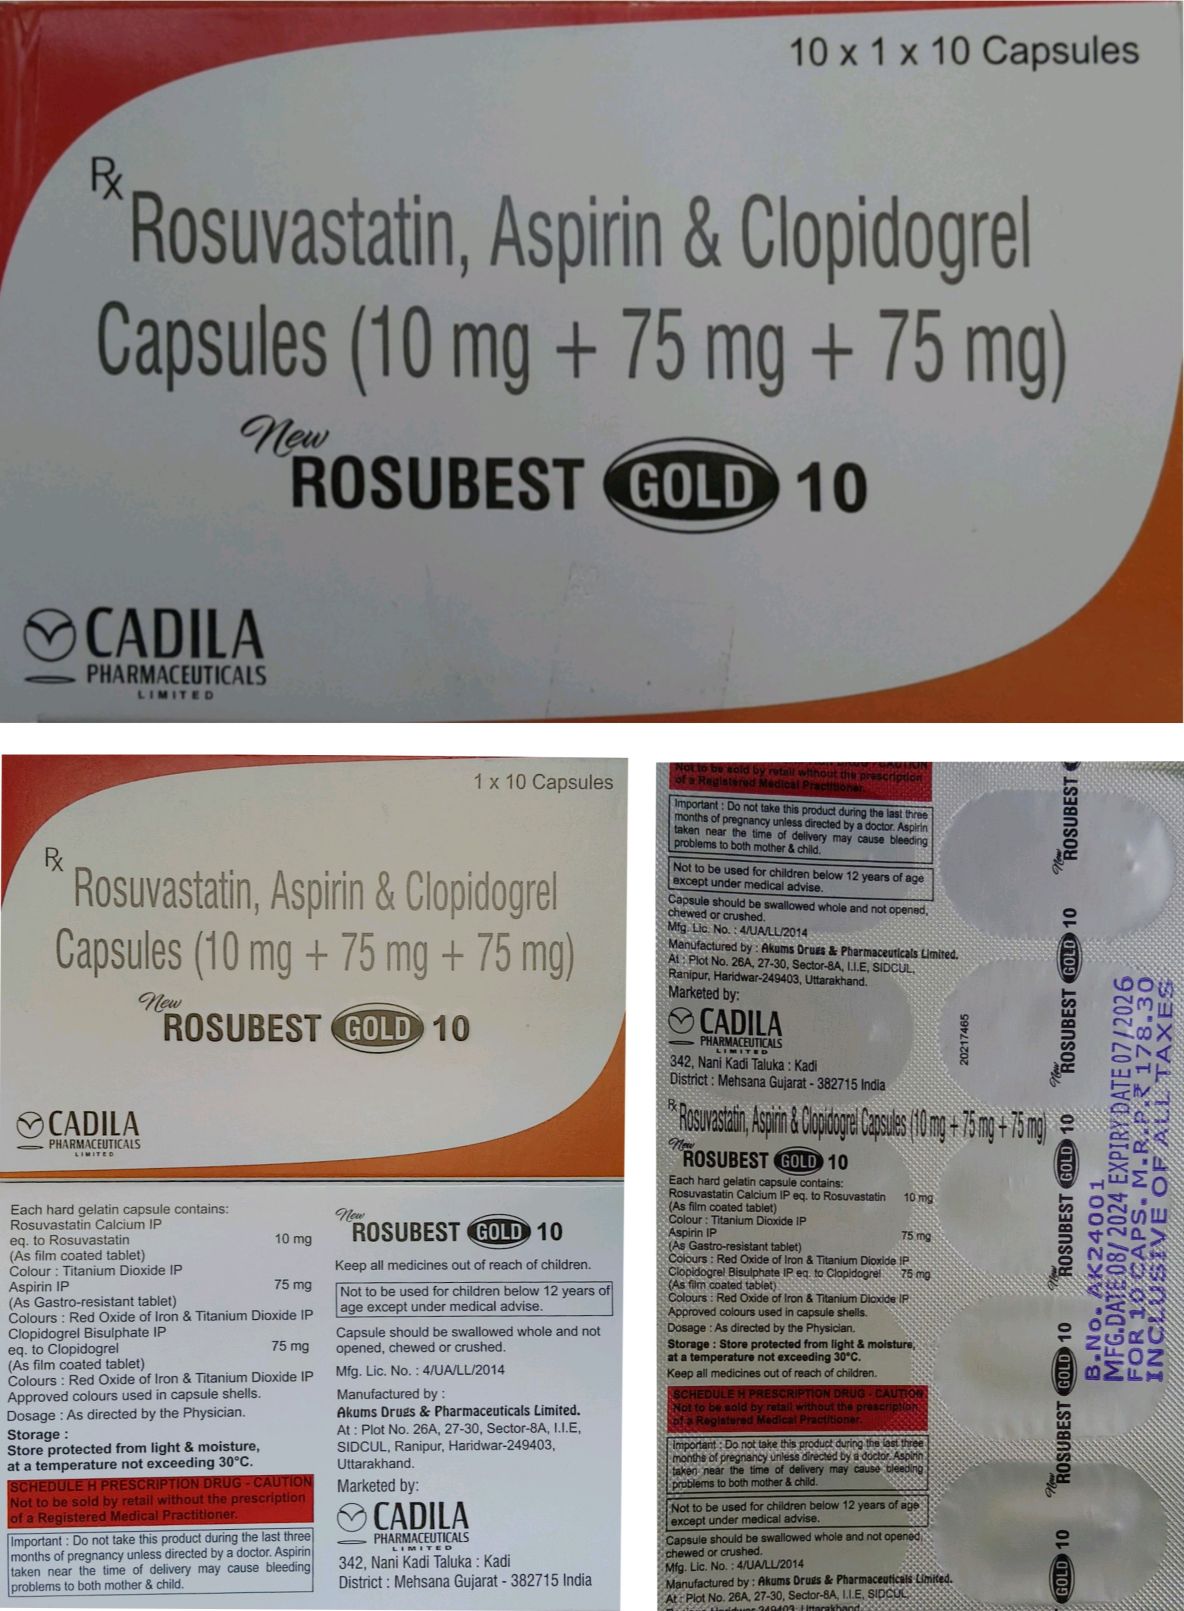 10 x 1 x 10 Capsules
Rx
Rosuvastatin, Aspirin & Clopidogrel
Capsules (10 mg + 75 mg + 75 mg)
New
ROSUBEST GOLD 10
CADILA
PHARMACEUTICALS
LIMITED
1 x 10 Capsules
Rx
Rosuvastatin, Aspirin & Clopidogrel
Capsules (10 mg + 75 mg + 75 mg)
New
ROSUBEST GOLD 10
CADILA
PHARMACEUTICALS
LIMITED
Each hard gelatin capsule contains:
Rosuvastatin Calcium IP
eq. to Rosuvastatin 10 mg
(As film coated tablet)
Colour : Titanium Dioxide IP
Aspirin IP 75 mg
(As Gastro-resistant tablet)
Colours : Red Oxide of Iron & Titanium Dioxide IP
Clopidogrel Bisulphate IP
eq. to Clopidogrel 75 mg
(As film coated tablet)
Colours : Red Oxide of Iron & Titanium Dioxide IP
Approved colours used in capsule shells.
Dosage : As directed by the Physician.
Storage :
Store protected from light & moisture,
at a temperature not exceeding 30°C.
SCHEDULE H PRESCRIPTION DRUG - CAUTION
Not to be sold by retail without the prescription
of a Registered Medical Practitioner.
Important : Do not take this product during the last three
months of pregnancy unless directed by a doctor. Aspirin
taken near the time of delivery may cause bleeding
problems to both mother & child.
New
ROSUBEST GOLD 10
Keep all medicines out of reach of children.
Not to be used for children below 12 years of
age except under medical advise.
Capsule should be swallowed whole and not
opened, chewed or crushed.
Mfg. Lic. No. : 4/UA/LL/2014
Manufactured by :
Akums Drugs & Pharmaceuticals Limited.
At : Plot No. 26A, 27-30, Sector-8A, I.I.E,
SIDCUL, Ranipur, Haridwar-249403,
Uttarakhand.
Marketed by:
CADILA
PHARMACEUTICALS
LIMITED
342, Nani Kadi Taluka : Kadi
District : Mehsana Gujarat - 382715 India
DRUG - CAUTION
Not to be sold by retail without the prescription
of a Registered Medical Practitioner.
Important : Do not take this product during the last three
months of pregnancy unless directed by a doctor. Aspirin
taken near the time of delivery may cause bleeding
problems to both mother & child.
Not to be used for children below 12 years of age
except under medical advise.
Capsule should be swallowed whole and not opened,
chewed or crushed.
Mfg. Lic. No. : 4/UA/LL/2014
Manufactured by : Akums Drugs & Pharmaceuticals Limited.
At : Plot No. 26A, 27-30, Sector-8A, I.I.E, SIDCUL,
Ranipur, Haridwar-249403, Uttarakhand.
Marketed by:
CADILA
PHARMACEUTICALS
LIMITED
342, Nani Kadi Taluka : Kadi
District : Mehsana Gujarat - 382715 India
Rx Rosuvastatin, Aspirin & Clopidogrel Capsules (10 mg + 75 mg + 75 mg)
New
ROSUBEST GOLD 10
Each hard gelatin capsule contains:
Rosuvastatin Calcium IP eq. to Rosuvastatin 10 mg
(As film coated tablet)
Colour : Titanium Dioxide IP
Aspirin IP 75 mg
(As Gastro-resistant tablet)
Colours : Red Oxide of Iron & Titanium Dioxide IP
Clopidogrel Bisulphate IP eq. to Clopidogrel 75 mg
(As film coated tablet)
Colours : Red Oxide of Iron & Titanium Dioxide IP
Approved colours used in capsule shells.
Dosage : As directed by the Physician.
Storage : Store protected from light & moisture,
at a temperature not exceeding 30°C.
Keep all medicines out of reach of children.
SCHEDULE H PRESCRIPTION DRUG - CAUTION
Not to be sold by retail without the prescription
of a Registered Medical Practitioner.
Important : Do not take this product during the last three
months of pregnancy unless directed by a doctor. Aspirin
taken near the time of delivery may cause bleeding
problems to both mother & child.
Not to be used for children below 12 years of age
except under medical advise.
Capsule should be swallowed whole and not opened,
chewed or crushed.
Mfg. Lic. No. : 4/UA/LL/2014
Manufactured by : Akums Drugs & Pharmaceuticals Limited.
At : Plot No. 26A, 27-30, Sector-8A, I.I.E, SIDCUL,
Haridwar 249403, Uttarakhand
20217465
New ROSUBEST
New ROSUBEST GOLD 10
New ROSUBEST GOLD 10
New ROSUBEST GOLD 10
GOLD 10
B.No. AK24001
MFG.DATE08/2024 EXPIRY DATE07/2026
FOR 10 CAPS. M.R.P.₹ 178.30
INCLUSIVE OF ALL TAXES